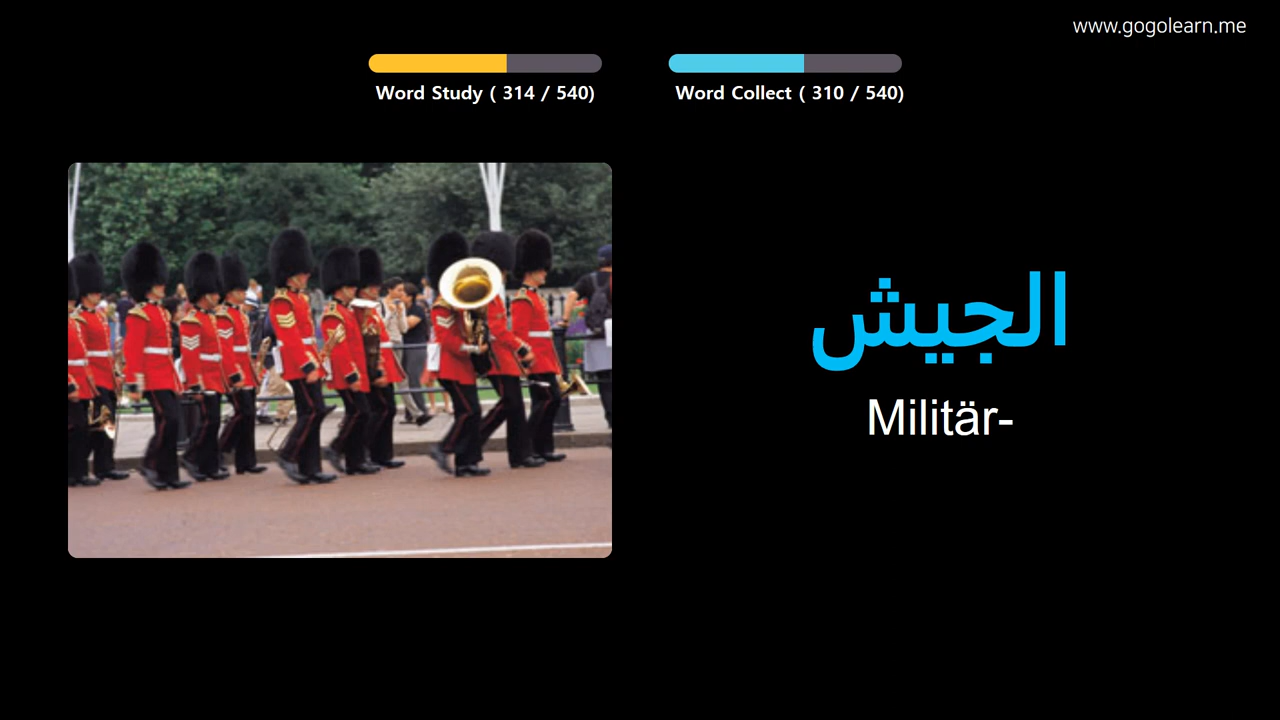 www.gogolearn.me
Word Study ( 314 / 540)
Word Collect ( 310 / 540)
الجيش
Militär-